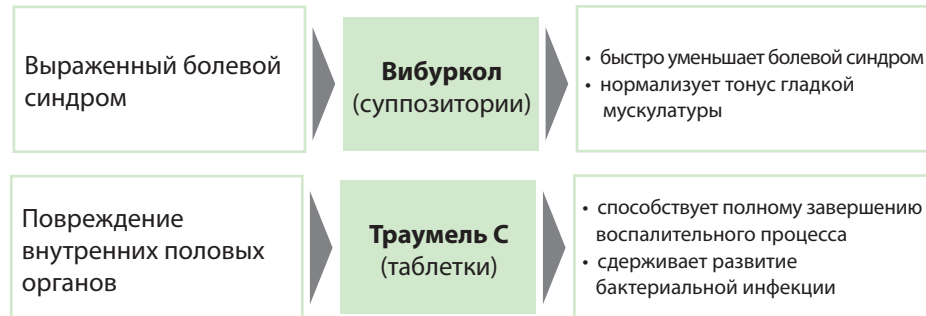 Выраженный болевой
синдром
Вибуркол
(суппозитории)
• быстро уменьшает болевой синдром
• нормализует тонус гладкой
мускулатуры
Повреждение
внутренних половых
органов
Траумель С
(таблетки)
• способствует полному завершению
воспалительного процесса
• сдерживает развитие
бактериальной инфекции